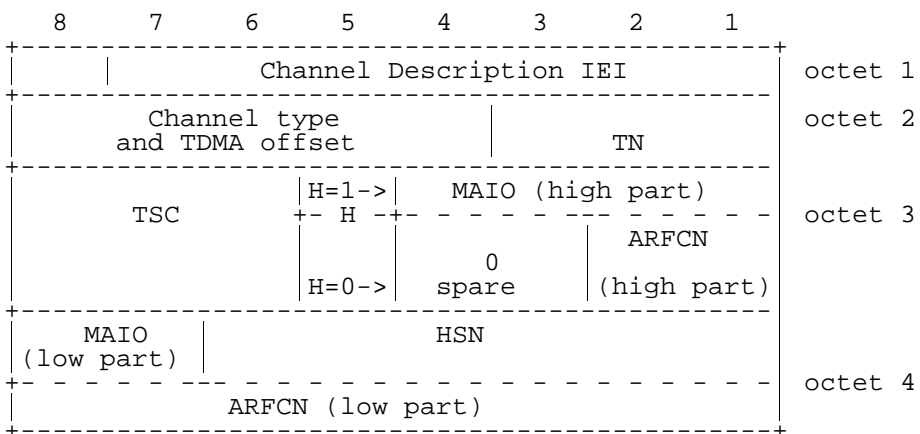 8 7 6 5 4 3 2 1
Channel Description IEI octet 1
Channel type octet 2
and TDMA offset TN
H=1-> MAIO (high part)
TSC +- H -+- - - - - --- - - - - - octet 3
ARFCN
0
H=0-> spare (high part)
MAIO HSN
(low part)
octet 4
ARFCN (low part)